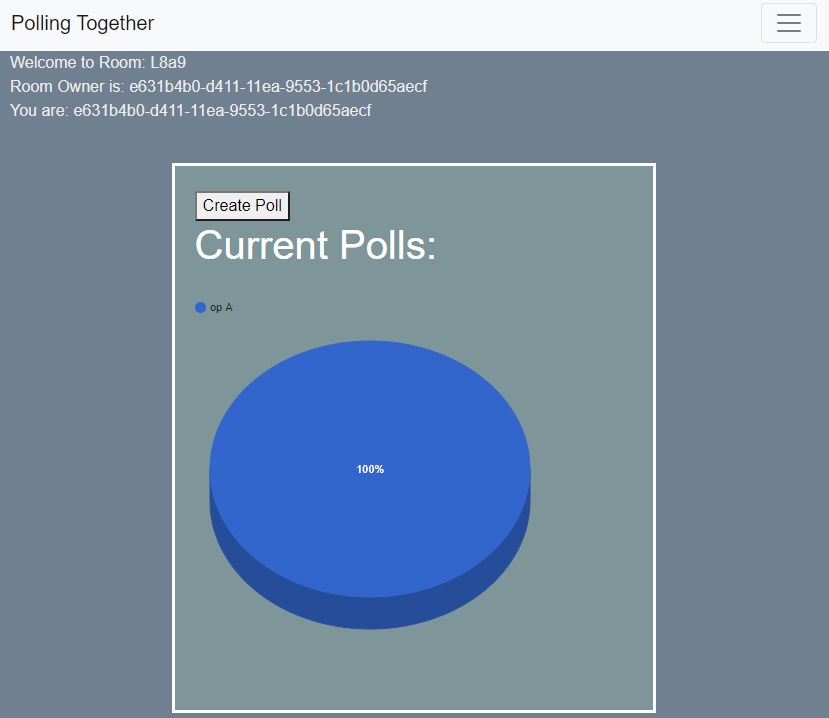 Polling Together
Welcome to Room: L8a9
Room Owner is: e631b4b0-d411-11ea-9553-1c1b0d65aecf
You are: e631b4b0-d411-11ea-9553-1c1b0d65aecf
Create Poll
Current Polls:
op A
100%